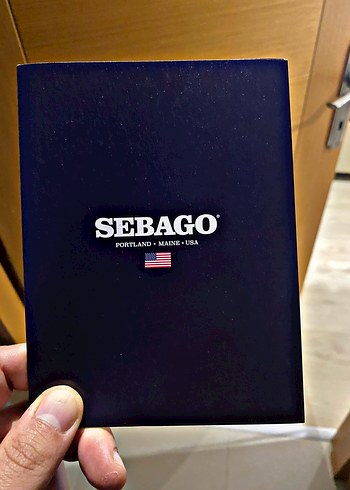 SEBAGO®
PORTLAND • MAINE • USA